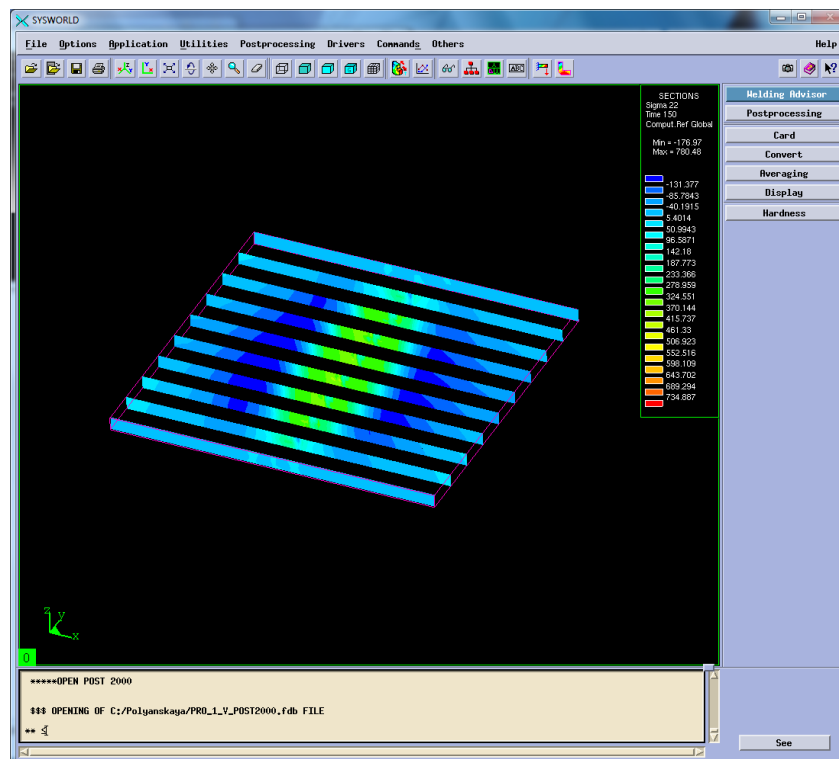 SYSWORLD
File Options Application Utilities Postprocessing Drivers Commands Others Help
SECTIONS
Sigma 22
Time 150
Comput.Ref Global
Min = -176.97
Max = 780.48
-131.377
-85.7843
-40.1915
5.4014
50.9943
96.5871
142.18
187.773
233.366
278.959
324.551
370.144
415.737
461.33
506.923
552.516
598.109
643.702
689.294
734.887
Welding Advisor
Postprocessing
Card
Convert
Averaging
Display
Hardness
z
y
x
0
*****OPEN POST 2000
$$$ OPENING OF C:/Polyanskaya/PRO_1_V_POST2000.fdb FILE
**
See